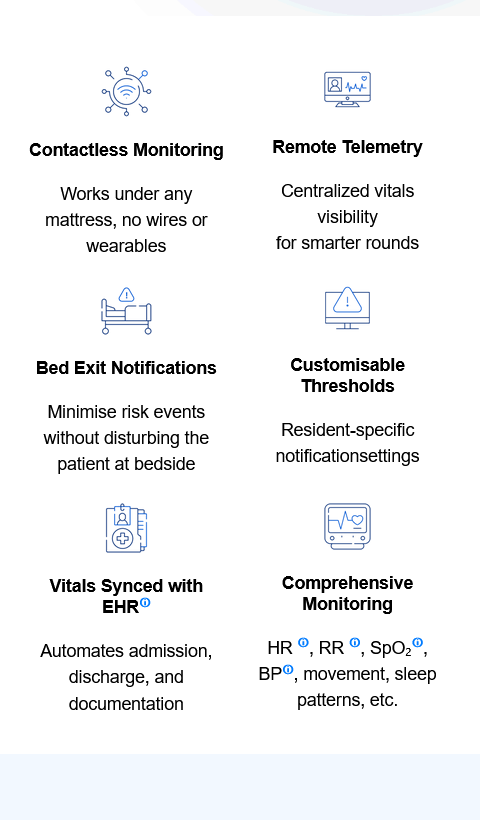 Contactless Monitoring
Works under any
mattress, no wires or
wearables
Remote Telemetry
Centralized vitals
visibility
for smarter rounds
Bed Exit Notifications
Minimise risk events
without disturbing the
patient at bedside
Customisable
Thresholds
Resident-specific
notificationsettings
Vitals Synced with
EHR
Automates admission,
discharge, and
documentation
Comprehensive
Monitoring
HR , RR , SpO₂,
BP, movement, sleep
patterns, etc.